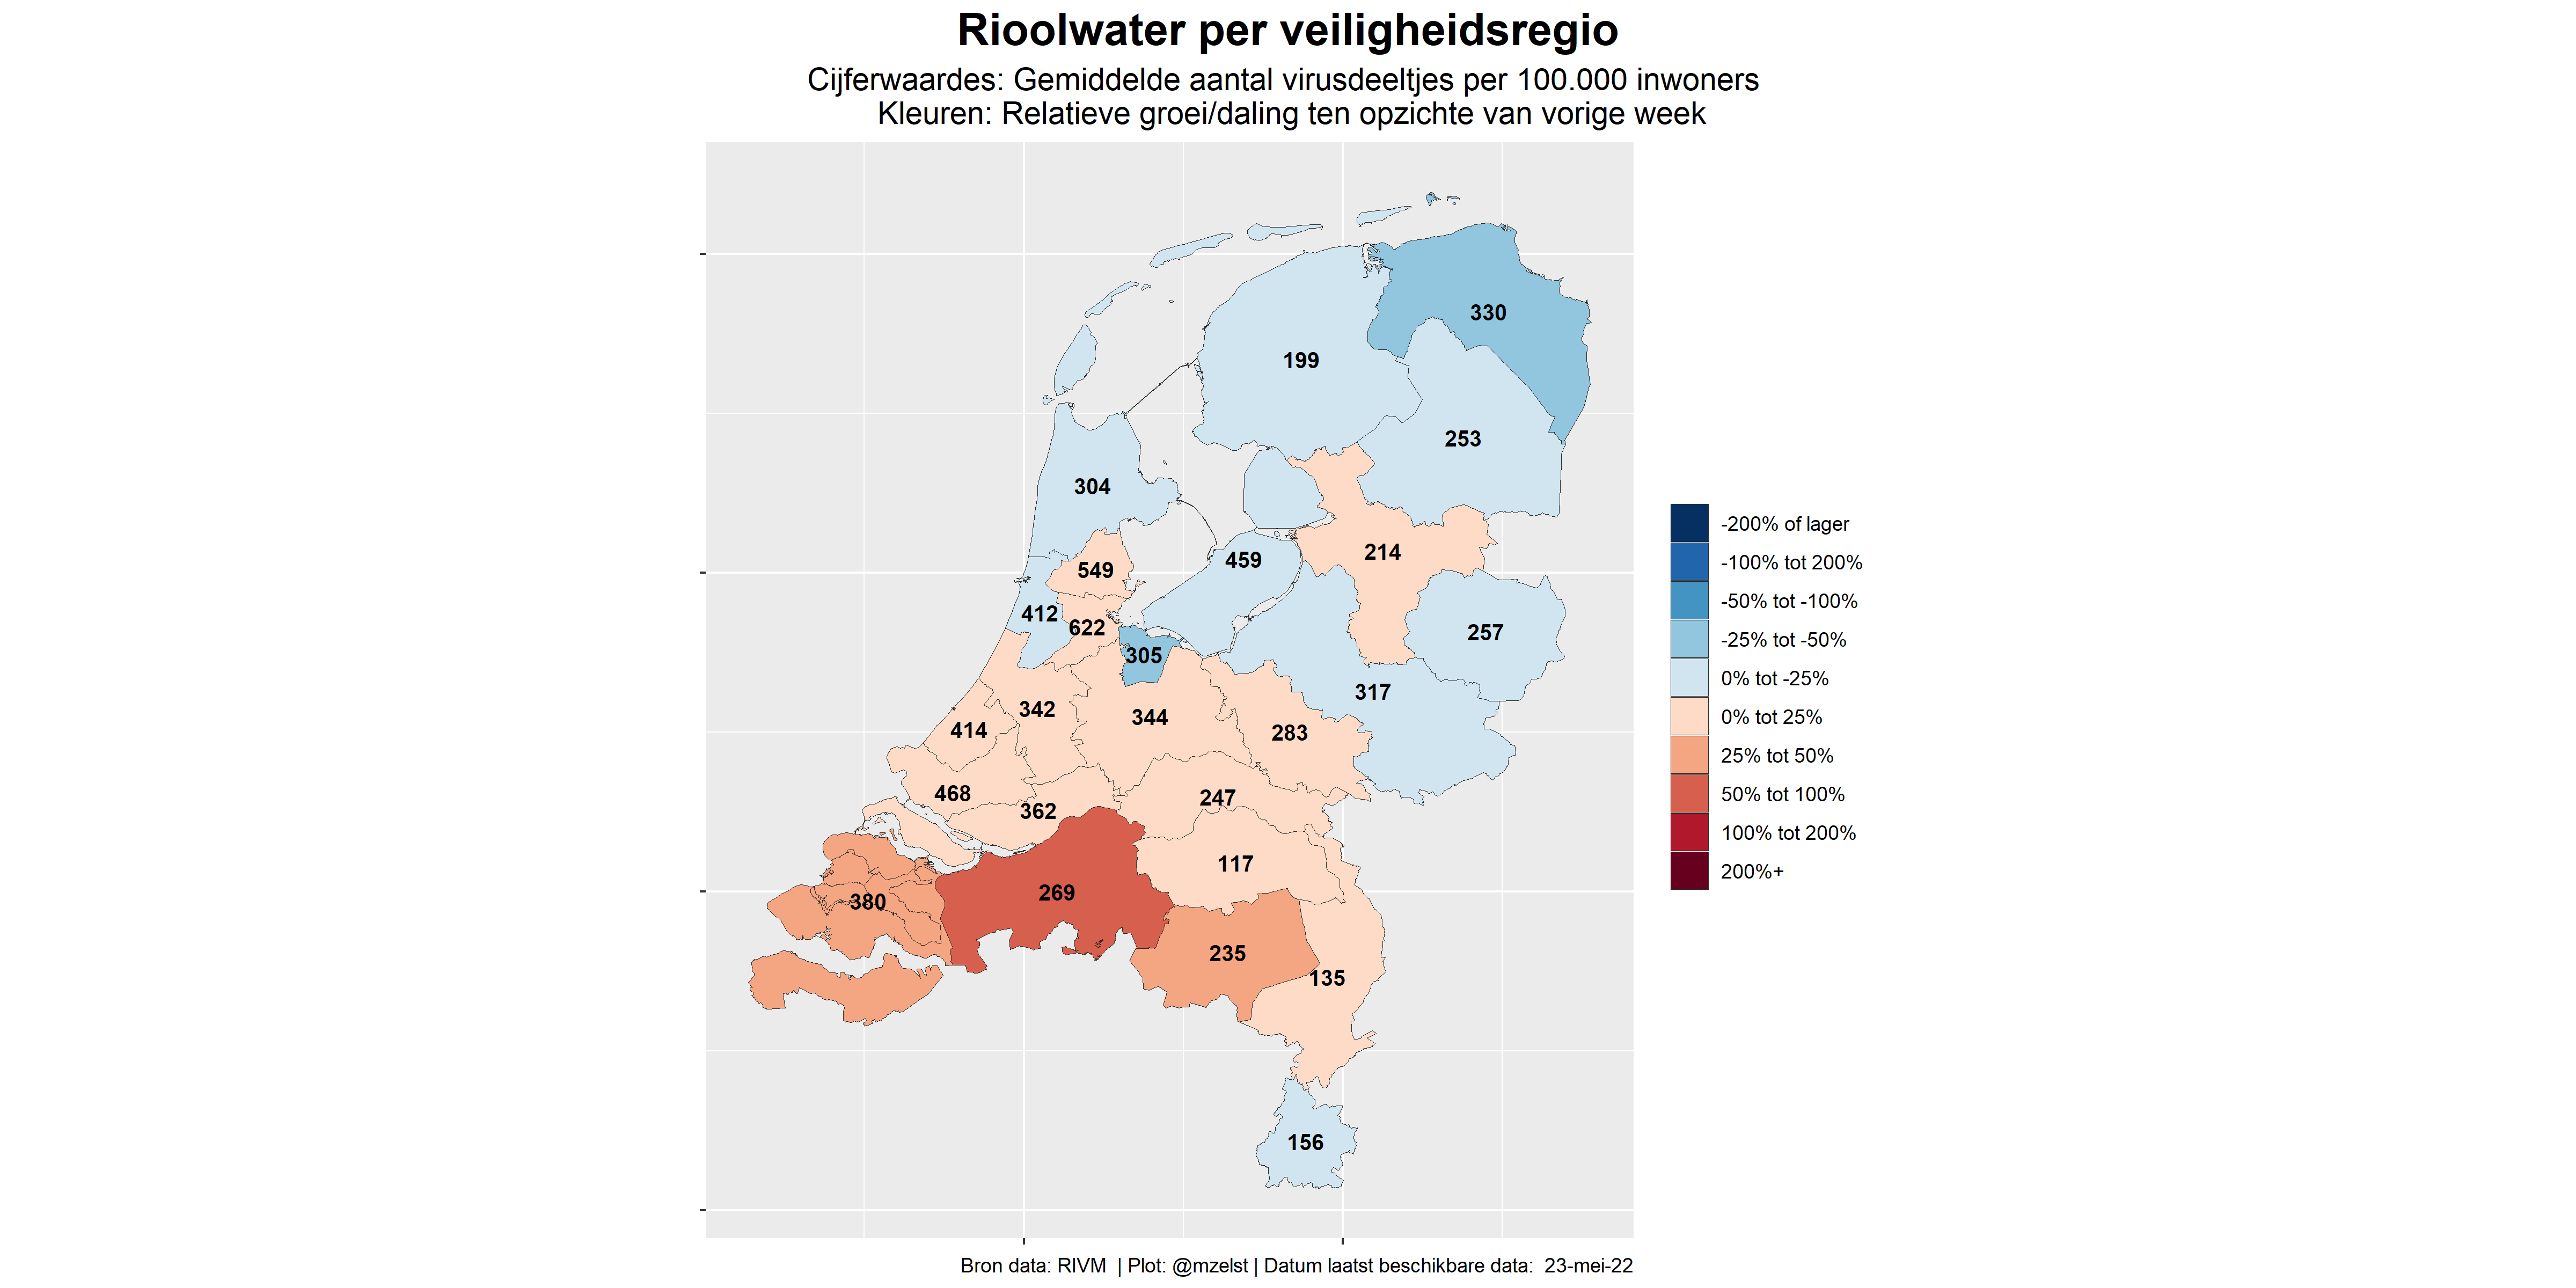 Rioolwater per veiligheidsregio
Cijferwaardes: Gemiddelde aantal virusdeeltjes per 100.000 inwoners
Kleuren: Relatieve groei/daling ten opzichte van vorige week
330
199
253
304
459
214
549
412
622
257
305
317
342
344
414
283
468
247
362
117
269
380
235
135
156
-200% of lager
-100% tot 200%
-50% tot -100%
-25% tot -50%
0% tot -25%
0% tot 25%
25% tot 50%
50% tot 100%
100% tot 200%
200%+
Bron data: RIVM | Plot: @mzelst | Datum laatst beschikbare data: 23-mei-22